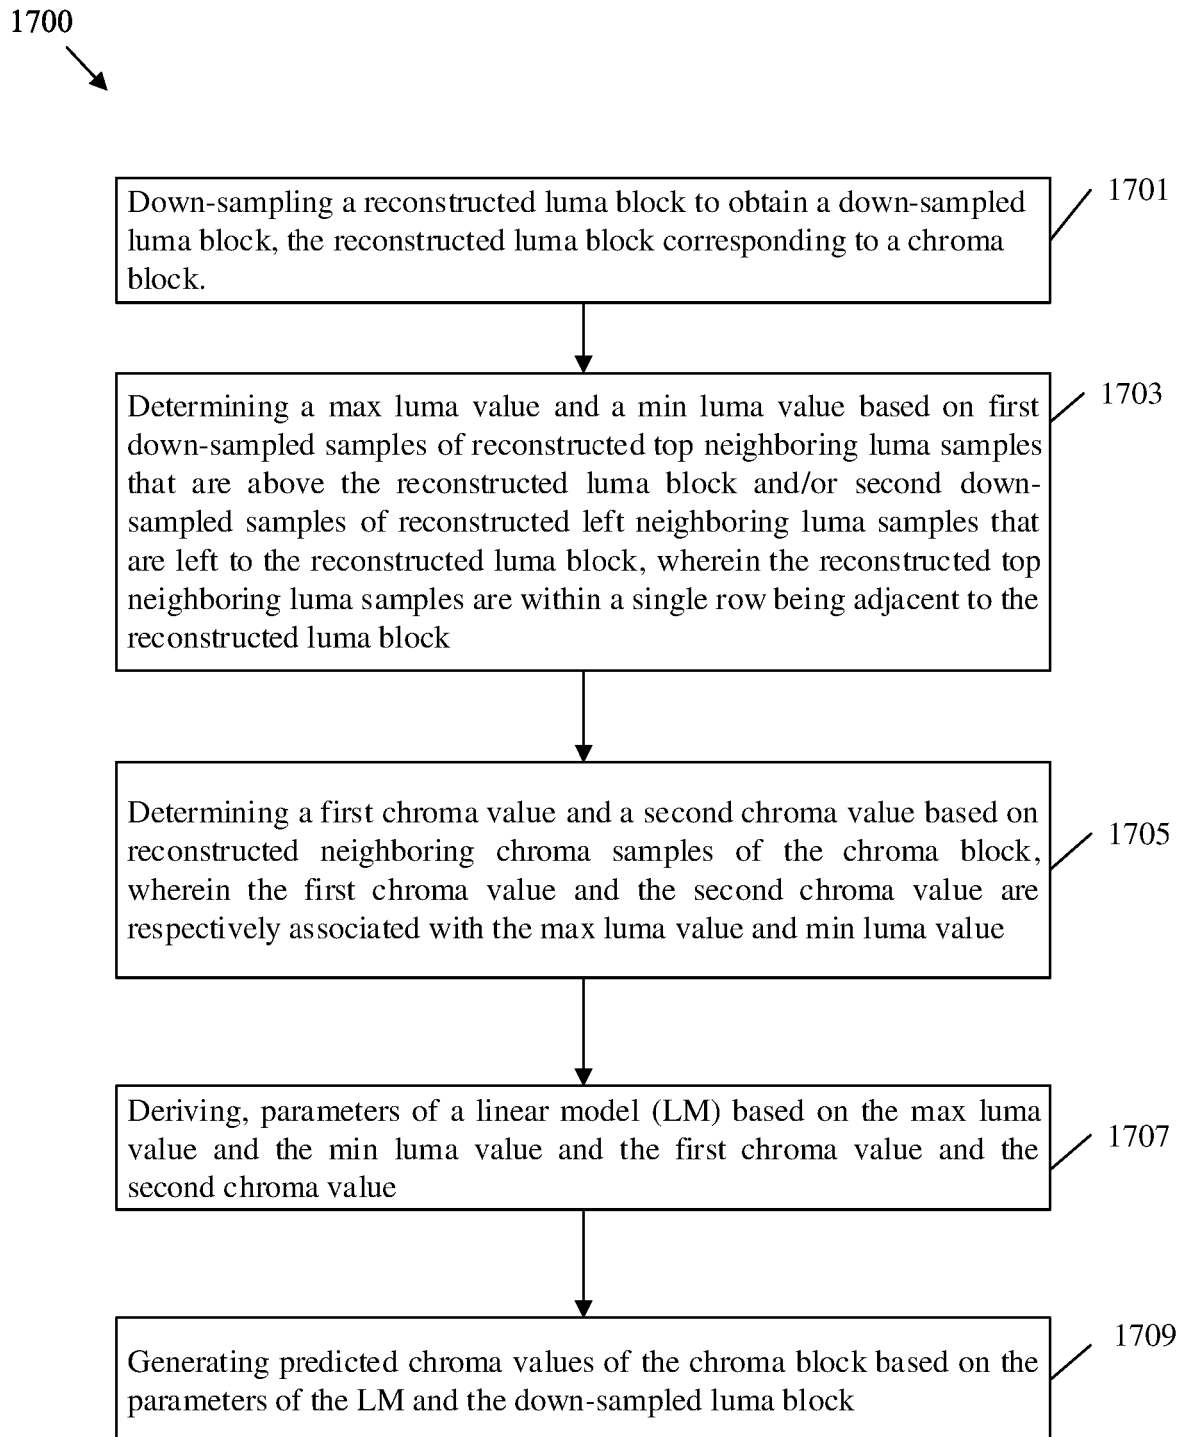 1700
Down-sampling a reconstructed luma block to obtain a down-sampled
luma block, the reconstructed luma block corresponding to a chroma
block.
1701
Determining a max luma value and a min luma value based on first
down-sampled samples of reconstructed top neighboring luma samples
that are above the reconstructed luma block and/or second down-
sampled samples of reconstructed left neighboring luma samples that
are left to the reconstructed luma block, wherein the reconstructed top
neighboring luma samples are within a single row being adjacent to the
reconstructed luma block
1703
Determining a first chroma value and a second chroma value based on
reconstructed neighboring chroma samples of the chroma block,
wherein the first chroma value and the second chroma value are
respectively associated with the max luma value and min luma value
1705
Deriving, parameters of a linear model (LM) based on the max luma
value and the min luma value and the first chroma value and the
second chroma value
1707
Generating predicted chroma values of the chroma block based on the
parameters of the LM and the down-sampled luma block
1709